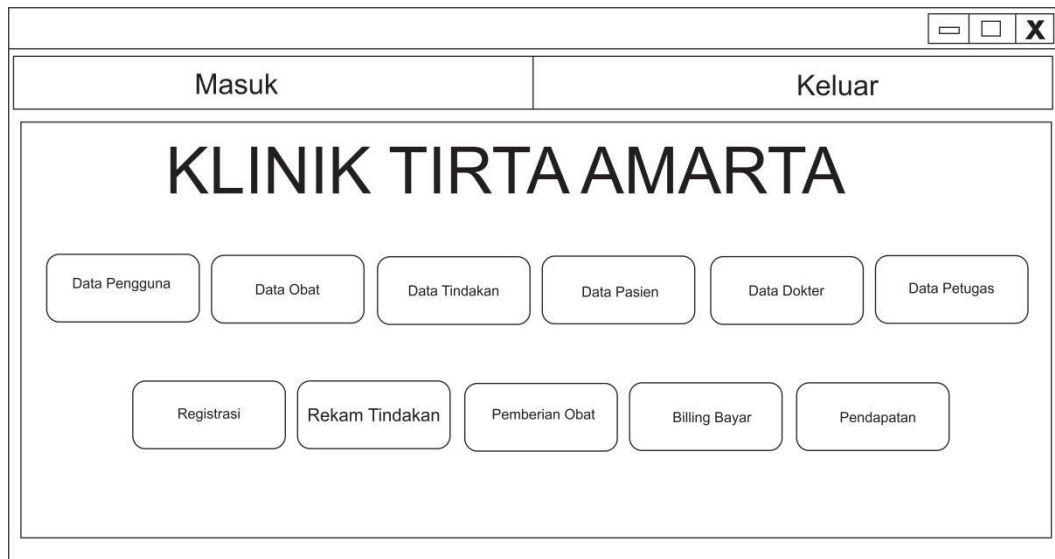 X
Masuk Keluar
KLINIK TIRTA AMARTA
Data Pengguna Data Obat Data Tindakan Data Pasien Data Dokter Data Petugas
Registrasi Rekam Tindakan Pemberian Obat Billing Bayar Pendapatan